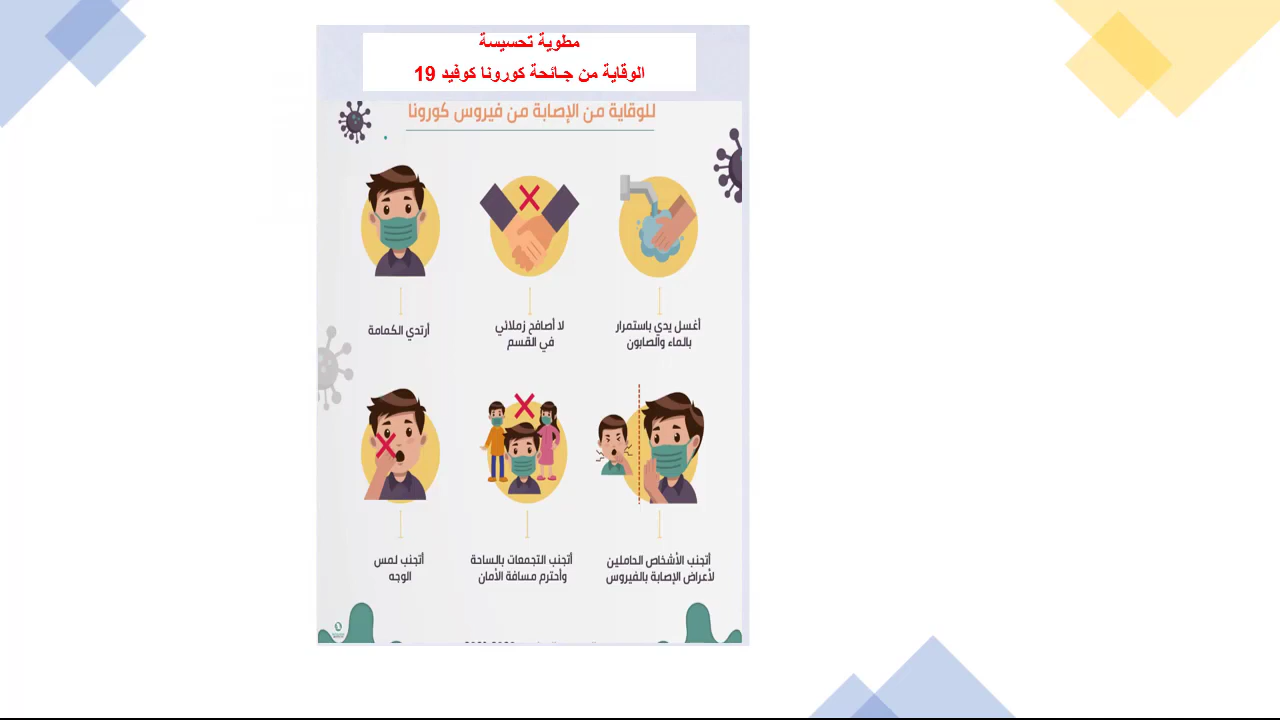 مطوية تحسيسة
الوقاية من جائحة كورونا كوفيد 19
للوقاية من الإصابة من فيروس كورونا
أغسل يدي باستمرار
بالماء والصابون
لا أصافح زملائي
في القسم
أرتدي الكمامة
أتجنب الأشخاص الحاملين
لأعراض الإصابة بالفيروس
أتجنب التجمعات بالساحة
وأحترم مسافة الأمان
أتجنب لمس
الوجه